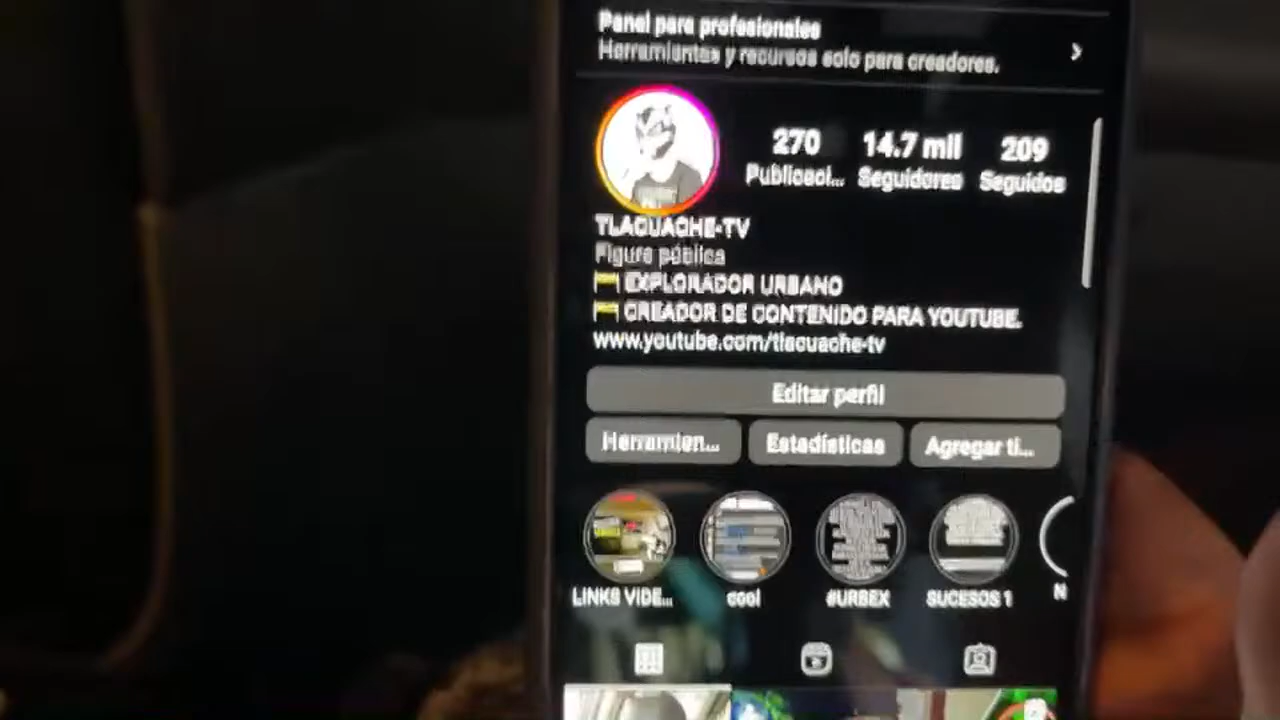 Panel para profesionales
Herramientas y recursos solo para creadores.
270
14.7 mil
209
Publicaci...
Seguidores
Seguidos
TLACUACHE-TV
Figura pública
EXPLORADOR URBANO
CREADOR DE CONTENIDO PARA YOUTUBE.
www.youtube.com/tlacuache-tv
Editar perfil
Herramien...
Estadísticas
Agregar ti...
LINKS VIDE...
cool
#URBEX
SUCESOS 1
N